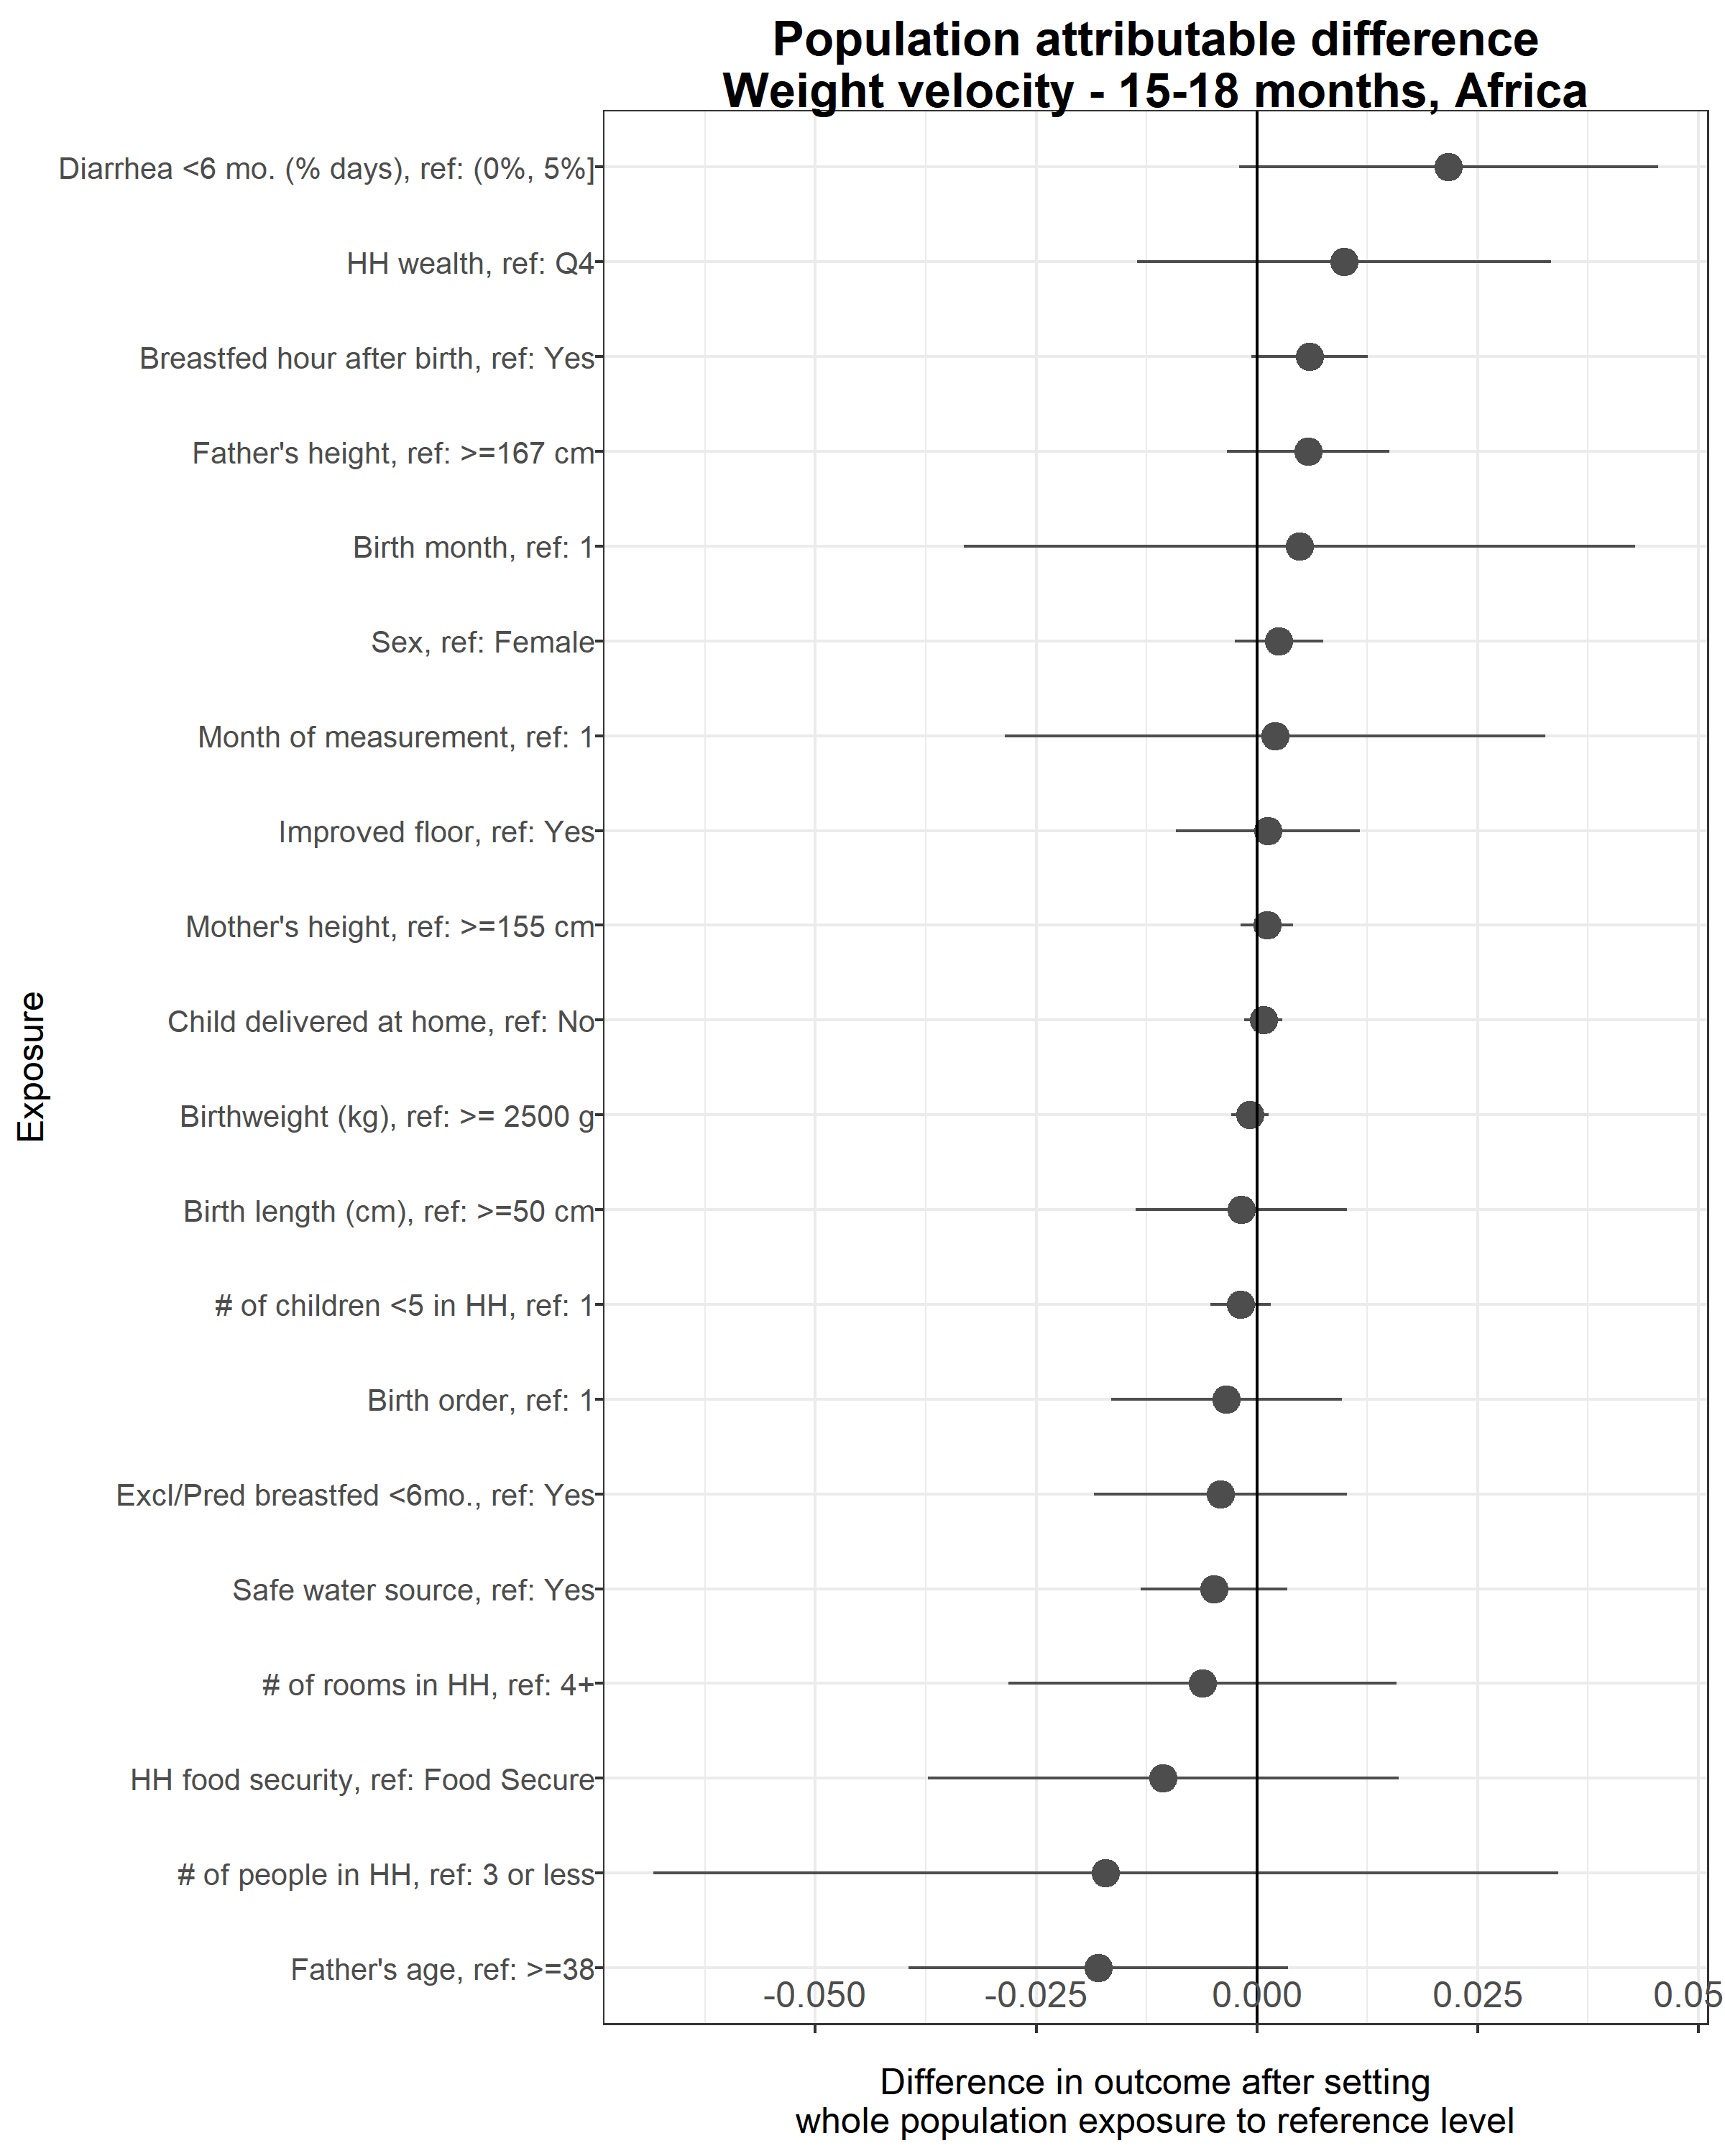 Population attributable difference
Weight velocity - 15-18 months, Africa
Exposure
Diarrhea <6 mo. (% days), ref: (0%, 5%]
HH wealth, ref: Q4
Breastfed hour after birth, ref: Yes
Father's height, ref: >=167 cm
Birth month, ref: 1
Sex, ref: Female
Month of measurement, ref: 1
Improved floor, ref: Yes
Mother's height, ref: >=155 cm
Child delivered at home, ref: No
Birthweight (kg), ref: >= 2500 g
Birth length (cm), ref: >=50 cm
# of children <5 in HH, ref: 1
Birth order, ref: 1
Excl/Pred breastfed <6mo., ref: Yes
Safe water source, ref: Yes
# of rooms in HH, ref: 4+
HH food security, ref: Food Secure
# of people in HH, ref: 3 or less
Father's age, ref: >=38
-0.050 -0.025 0.000 0.025 0.05
Difference in outcome after setting
whole population exposure to reference level